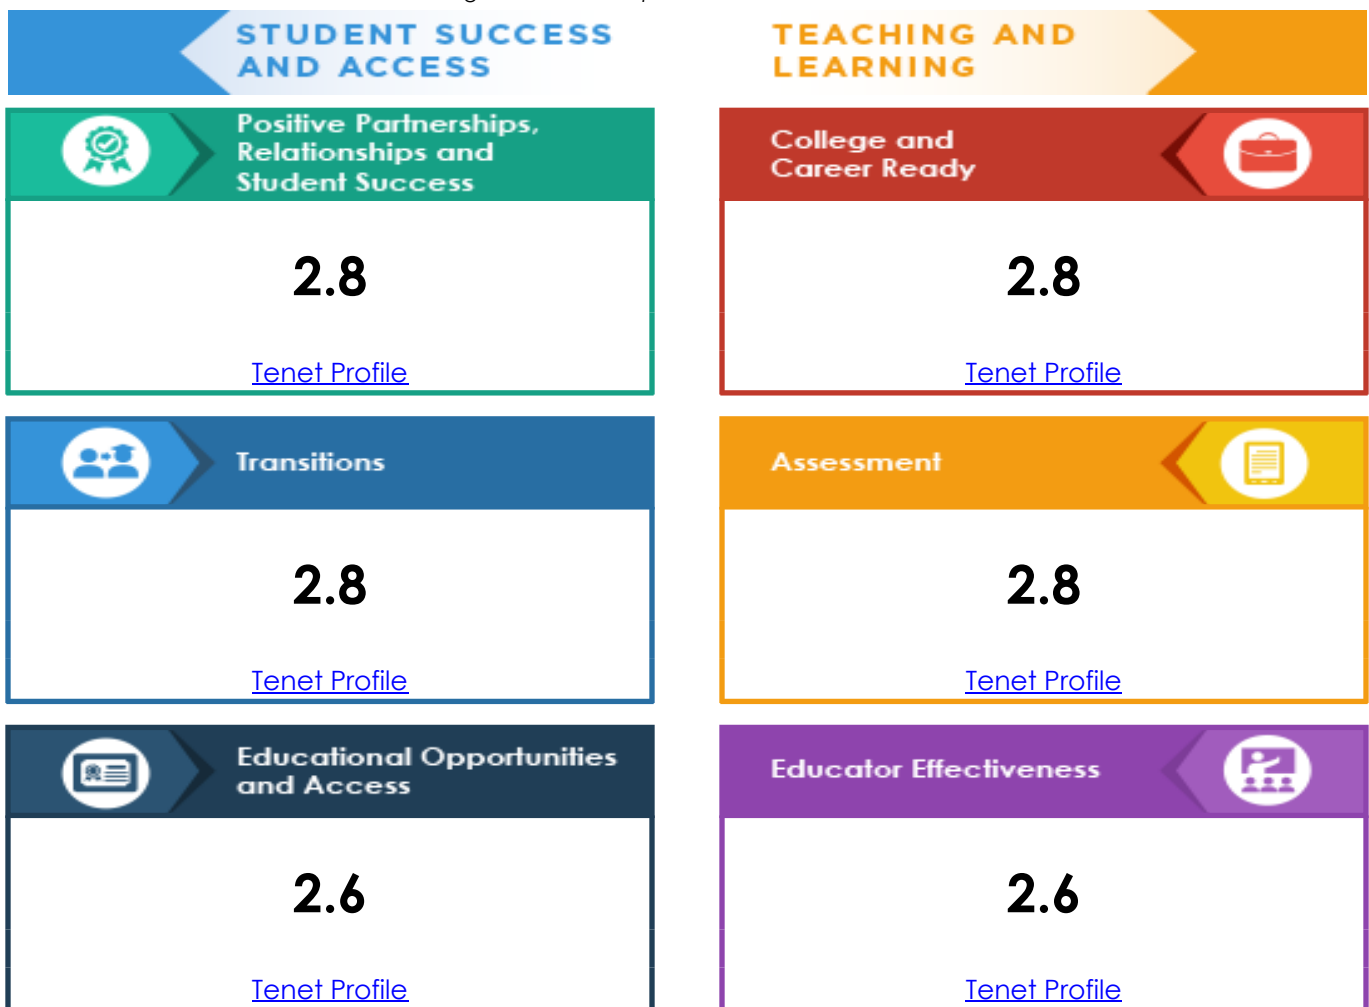 STUDENT SUCCESS
AND ACCESS
TEACHING AND
LEARNING
Positive Partnerships,
Relationships and
Student Success
2.8
Tenet Profile
College and
Career Ready
2.8
Tenet Profile
Transitions
2.8
Tenet Profile
Assessment
2.8
Tenet Profile
Educational Opportunities
and Access
2.6
Tenet Profile
Educator Effectiveness
2.6
Tenet Profile